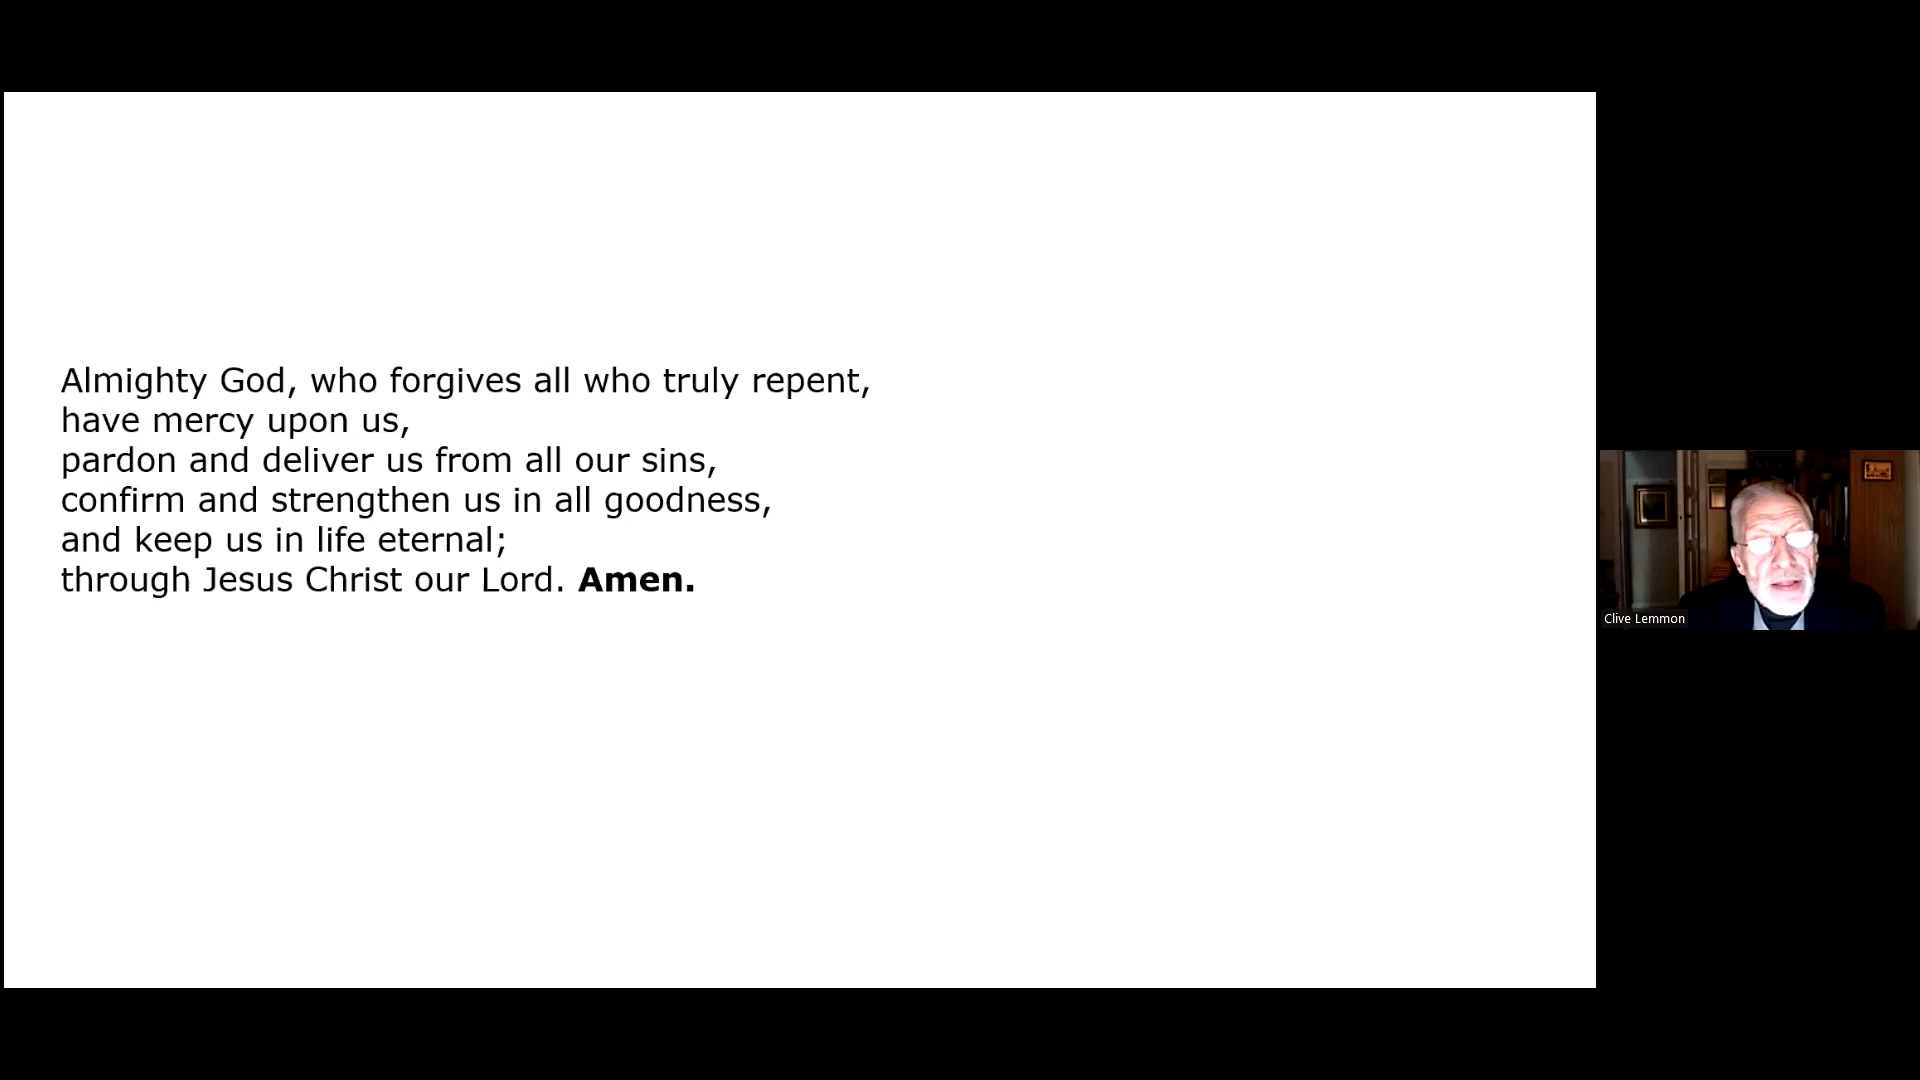 Almighty God, who forgives all who truly repent,
have mercy upon us,
pardon and deliver us from all our sins,
confirm and strengthen us in all goodness,
and keep us in life eternal;
through Jesus Christ our Lord. Amen.
Clive Lemmon